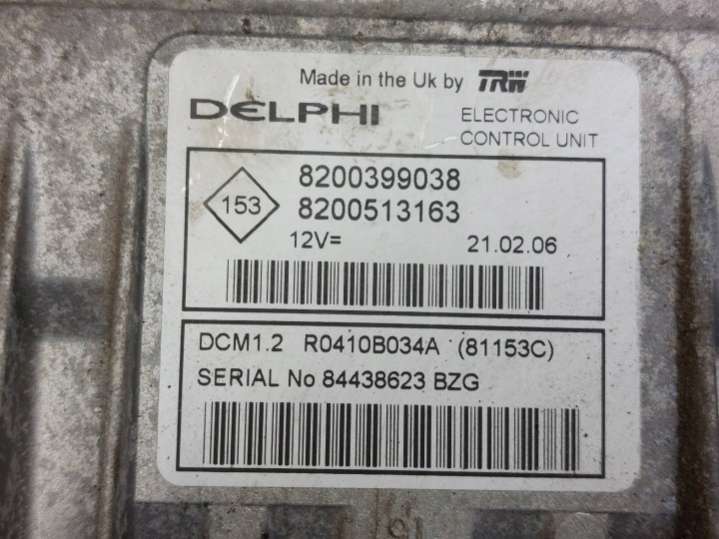 Made in the Uk by TRW
DELPHI
ELECTRONIC
CONTROL UNIT
153
8200399038
8200513163
12V=
21.02.06
DCM1.2 R0410B034A (81153C)
SERIAL No 84438623 BZG